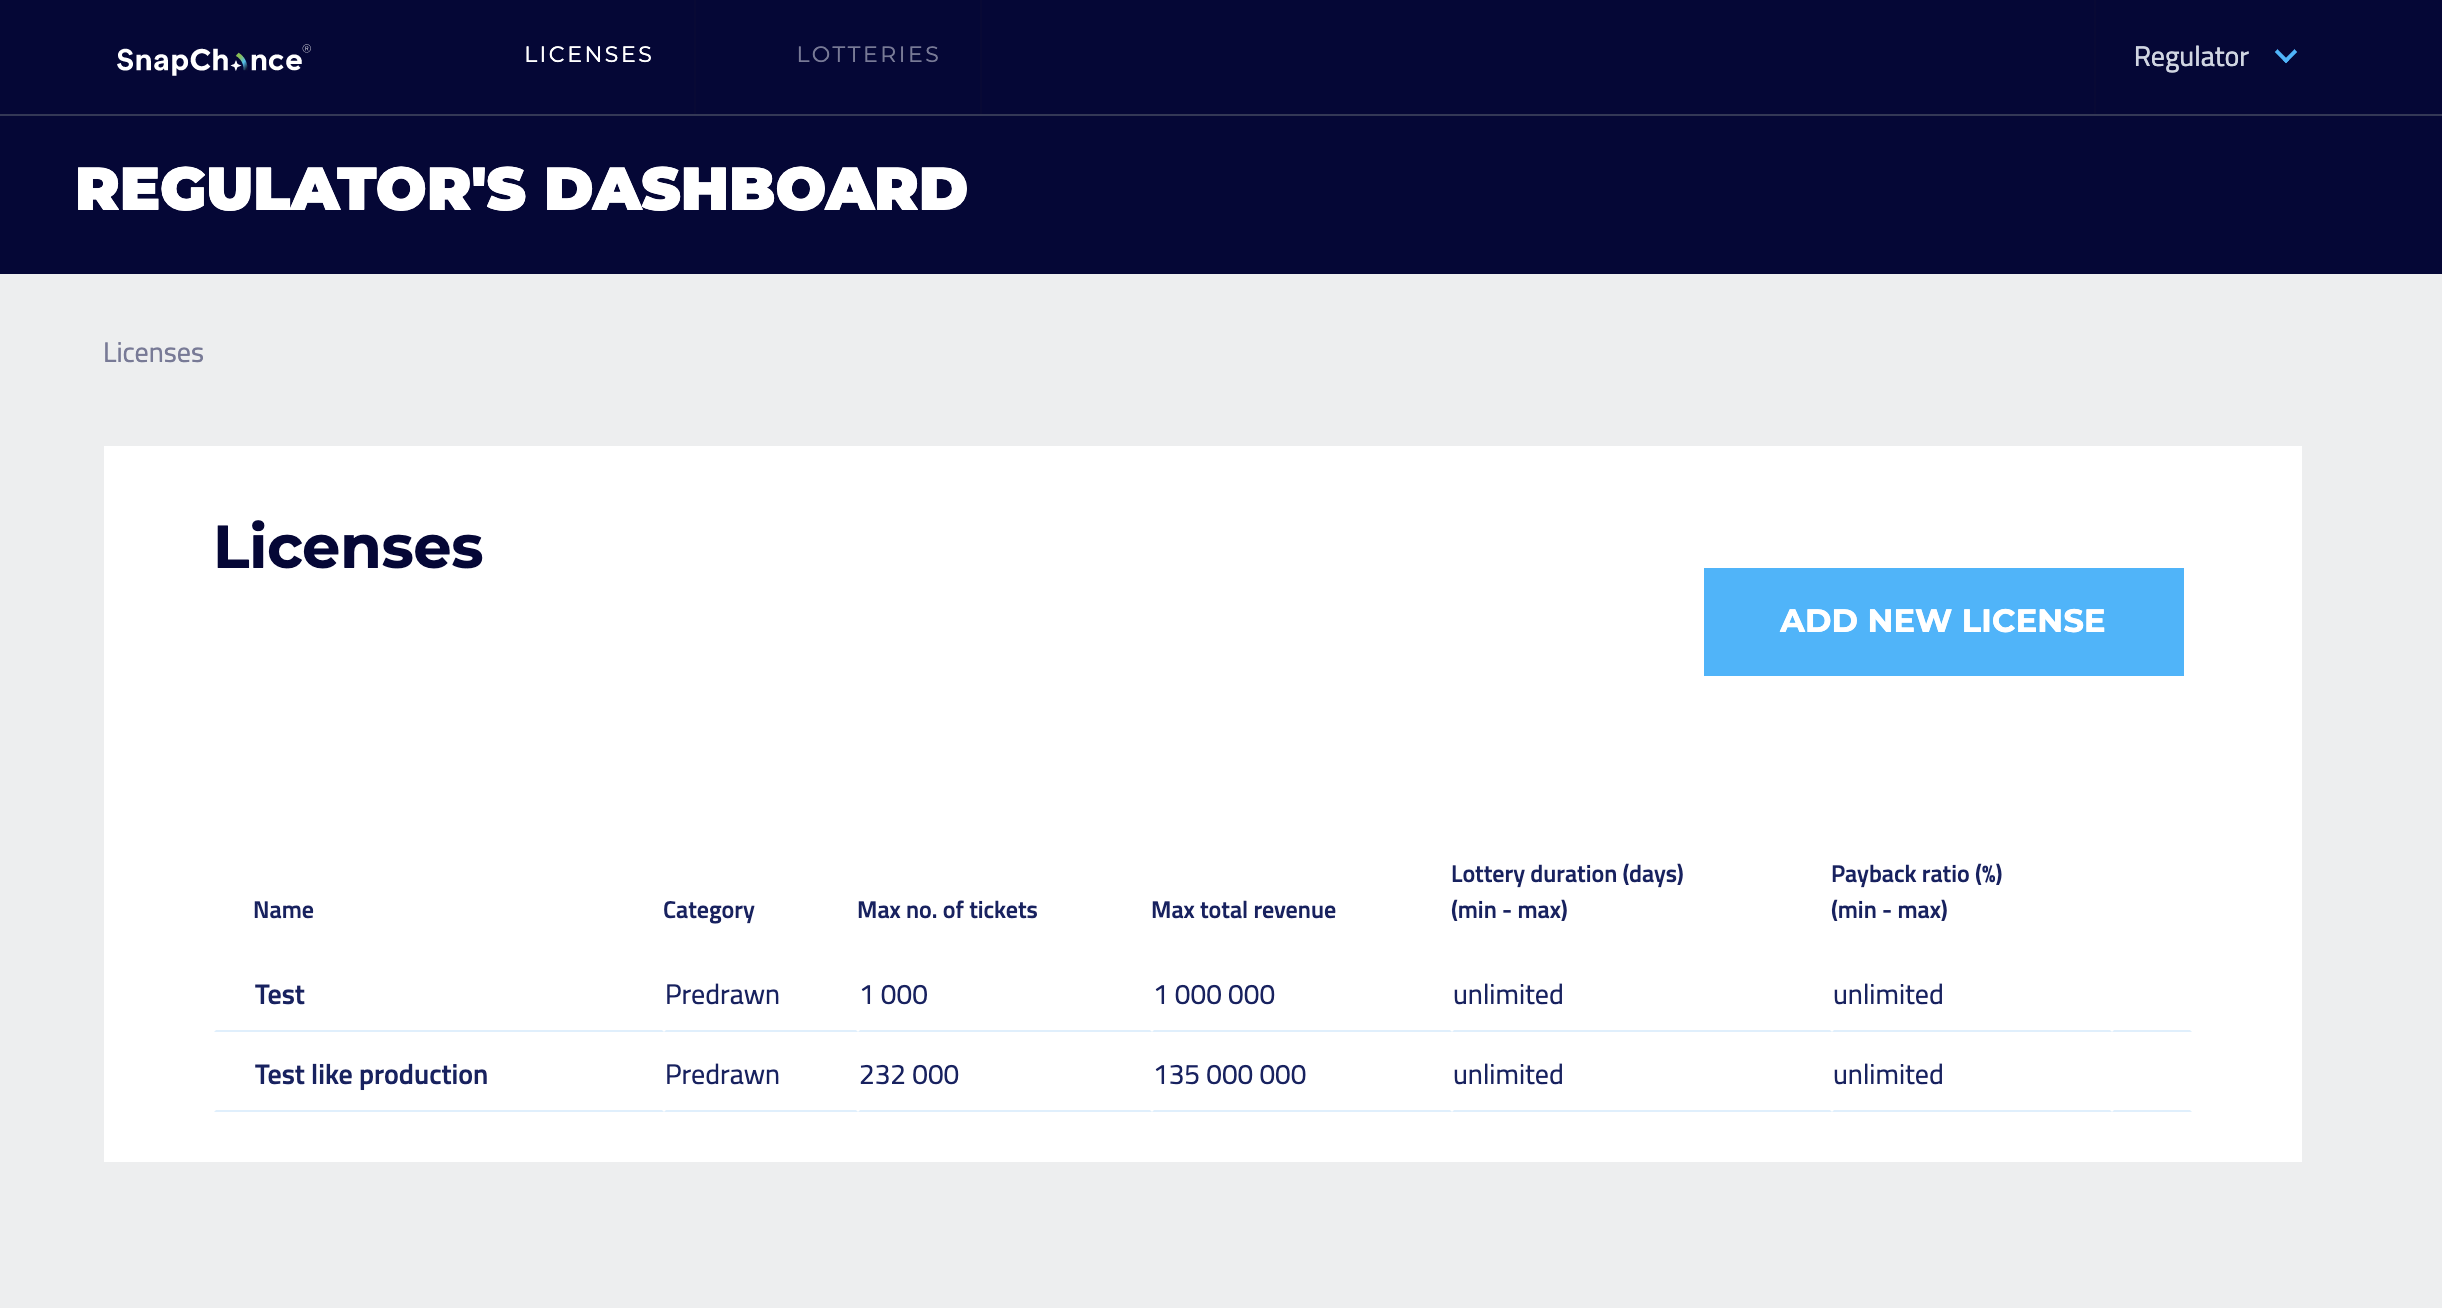 SnapChance®
LICENSES
LOTTERIES
Regulator
REGULATOR'S DASHBOARD
Licenses
Licenses
ADD NEW LICENSE
Name Category Max no. of tickets Max total revenue Lottery duration (days) (min - max) Payback ratio (%) (min - max)
Test Predrawn 1 000 1 000 000 unlimited unlimited
Test like production Predrawn 232 000 135 000 000 unlimited unlimited